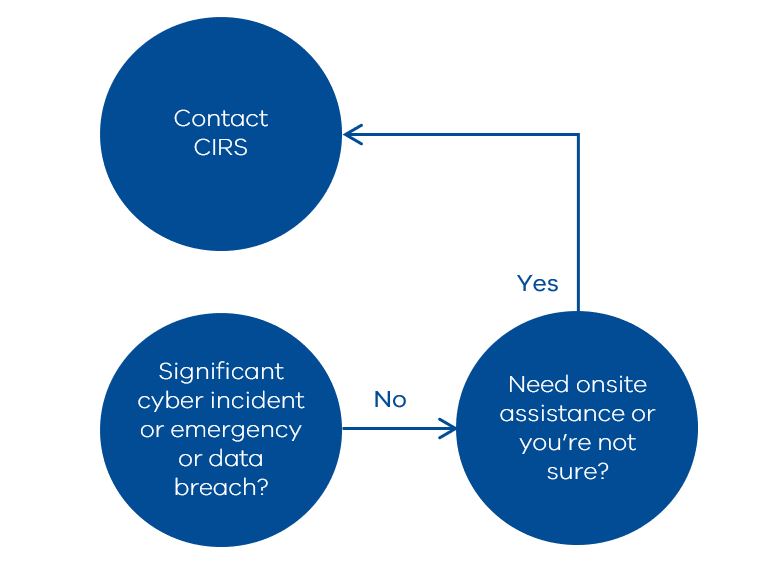 Contact
CIRS
Yes
Significant
cyber incident
or emergency
or data
breach?
No
Need onsite
assistance or
you're not
sure?